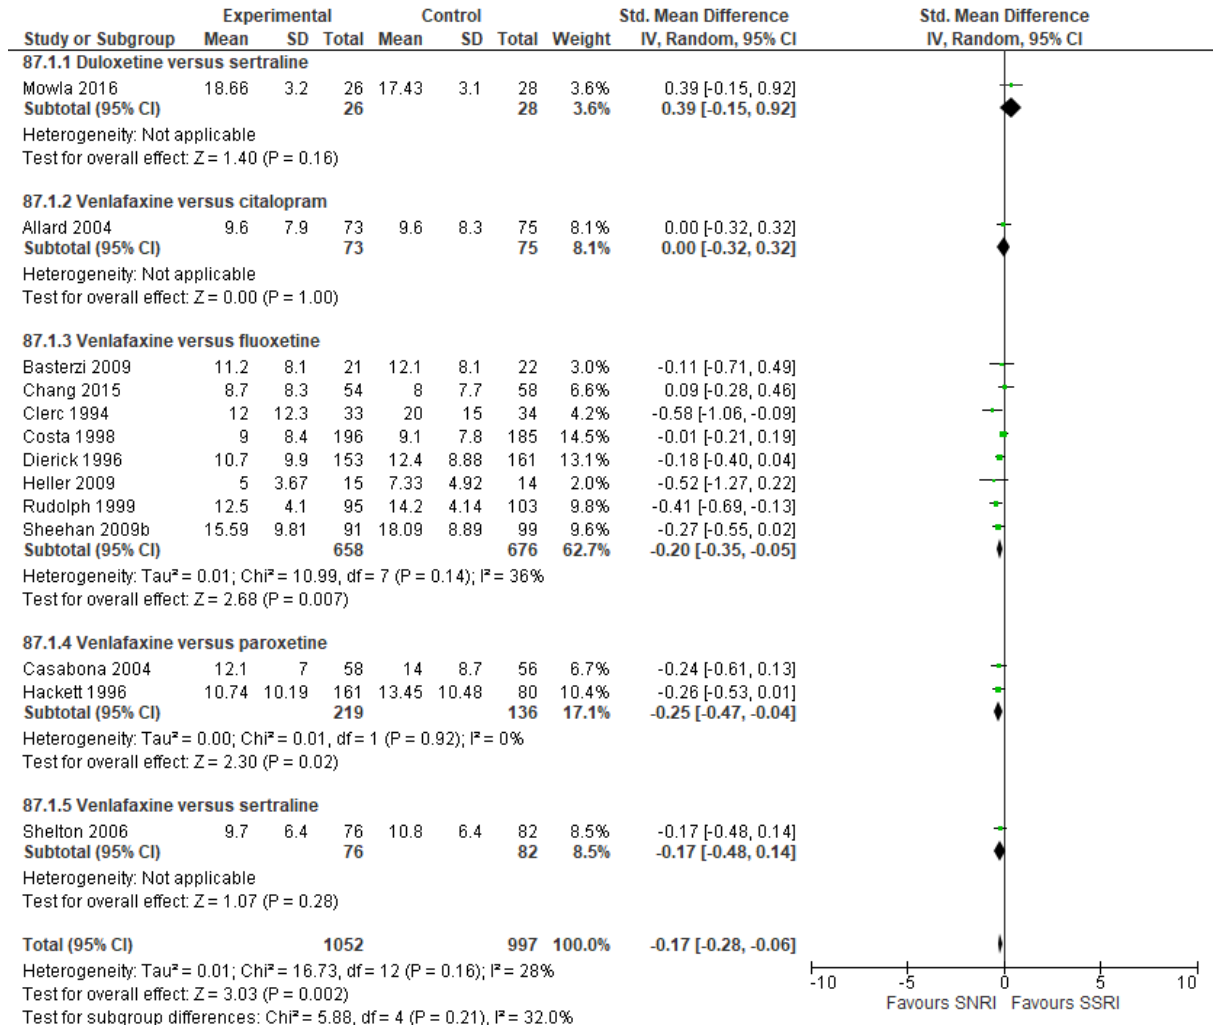 Experimental Control Std. Mean Difference Std. Mean Difference
Study or Subgroup Mean SD Total Mean SD Total Weight IV, Random, 95% CI IV, Random, 95% CI
87.1.1 Duloxetine versus sertraline
Mowla 2016 18.66 3.2 26 17.43 3.1 28 3.6% 0.39 [-0.15, 0.92]
Subtotal (95% CI) 26 28 3.6% 0.39 [-0.15, 0.92]
Heterogeneity: Not applicable
Test for overall effect: Z = 1.40 (P = 0.16)
87.1.2 Venlafaxine versus citalopram
Allard 2004 9.6 7.9 73 9.6 8.3 75 8.1% 0.00 [-0.32, 0.32]
Subtotal (95% CI) 73 75 8.1% 0.00 [-0.32, 0.32]
Heterogeneity: Not applicable
Test for overall effect: Z = 0.00 (P = 1.00)
87.1.3 Venlafaxine versus fluoxetine
Basterzi 2009 11.2 8.1 21 12.1 8.1 22 3.0% -0.11 [-0.71, 0.49]
Chang 2015 8.7 8.3 54 8 7.7 58 6.6% 0.09 [-0.28, 0.46]
Clerc 1994 12 12.3 33 20 15 34 4.2% -0.58 [-1.06, -0.09]
Costa 1998 9 8.4 196 9.1 7.8 185 14.5% -0.01 [-0.21, 0.19]
Dierick 1996 10.7 9.9 153 12.4 8.88 161 13.1% -0.18 [-0.40, 0.04]
Heller 2009 5 3.67 15 7.33 4.92 14 2.0% -0.52 [-1.27, 0.22]
Rudolph 1999 12.5 4.1 95 14.2 4.14 103 9.8% -0.41 [-0.69, -0.13]
Sheehan 2009b 15.59 9.81 91 18.09 8.89 99 9.6% -0.27 [-0.55, 0.02]
Subtotal (95% CI) 658 676 62.7% -0.20 [-0.35, -0.05]
Heterogeneity: Tau² = 0.01; Chi² = 10.99, df = 7 (P = 0.14); I² = 36%
Test for overall effect: Z = 2.68 (P = 0.007)
87.1.4 Venlafaxine versus paroxetine
Casabona 2004 12.1 7 58 14 8.7 56 6.7% -0.24 [-0.61, 0.13]
Hackett 1996 10.74 10.19 161 13.45 10.48 80 10.4% -0.26 [-0.53, 0.01]
Subtotal (95% CI) 219 136 17.1% -0.25 [-0.47, -0.04]
Heterogeneity: Tau² = 0.00; Chi² = 0.01, df = 1 (P = 0.92); I² = 0%
Test for overall effect: Z = 2.30 (P = 0.02)
87.1.5 Venlafaxine versus sertraline
Shelton 2006 9.7 6.4 76 10.8 6.4 82 8.5% -0.17 [-0.48, 0.14]
Subtotal (95% CI) 76 82 8.5% -0.17 [-0.48, 0.14]
Heterogeneity: Not applicable
Test for overall effect: Z = 1.07 (P = 0.28)
Total (95% CI) 1052 997 100.0% -0.17 [-0.28, -0.06]
Heterogeneity: Tau² = 0.01; Chi² = 16.73, df = 12 (P = 0.16); I² = 28%
Test for overall effect: Z = 3.03 (P = 0.002)
Test for subgroup differences: Chi² = 5.88, df = 4 (P = 0.21), I² = 32.0%
-10 -5 0 5 10
Favours SNRI Favours SSRI